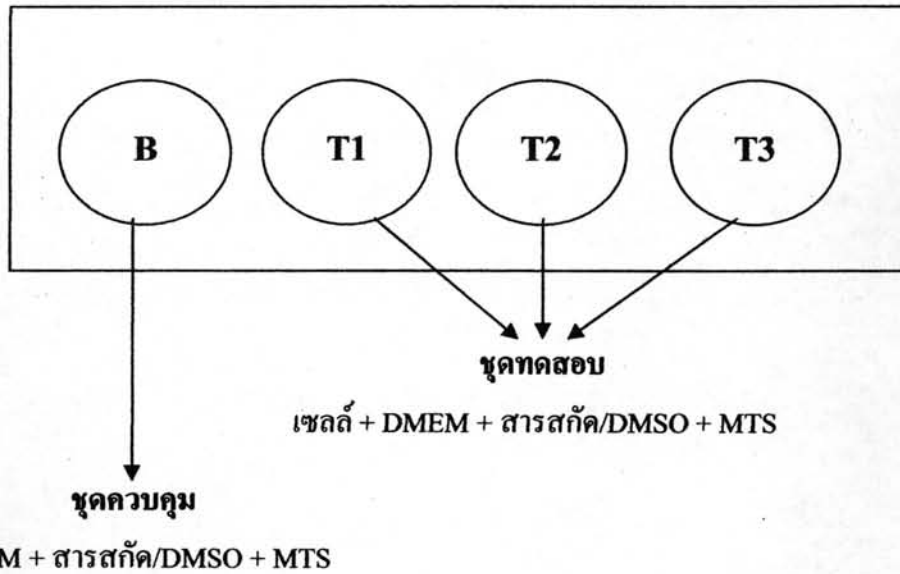 B T1 T2 T3
ชุดทดสอบ
เซลล์ + DMEM + สารสกัด/DMSO + MTS
ชุดควบคุม
M + สารสกัด/DMSO + MTS